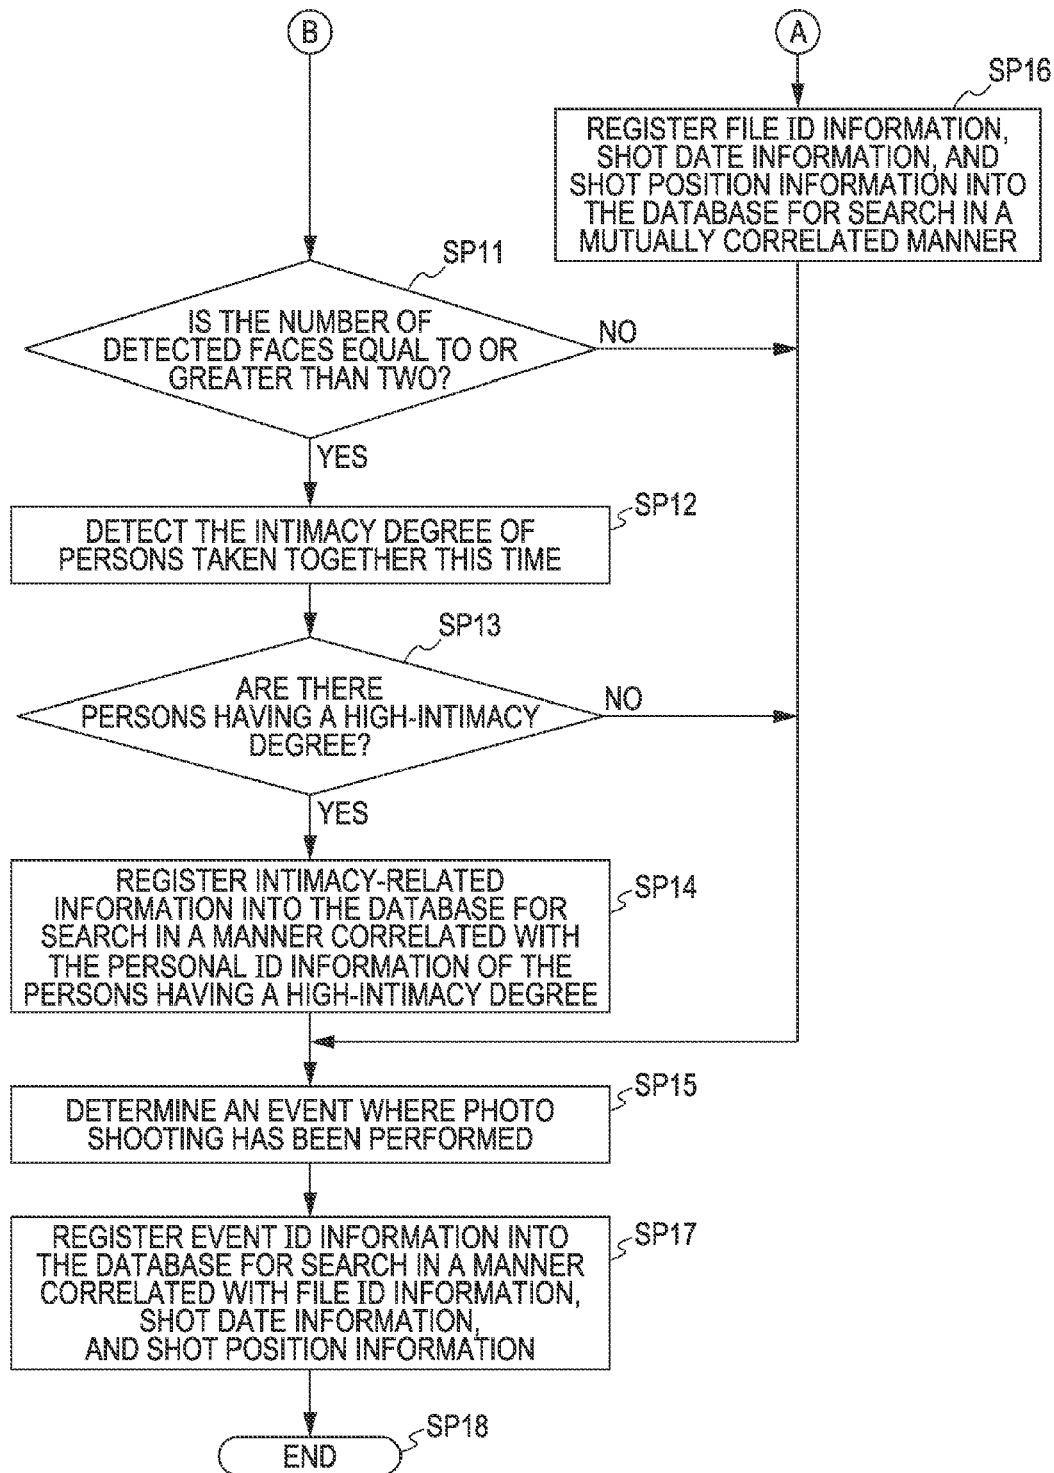 B
A
SP16
REGISTER FILE ID INFORMATION,
SHOT DATE INFORMATION, AND
SHOT POSITION INFORMATION INTO
THE DATABASE FOR SEARCH IN A
MUTUALLY CORRELATED MANNER
SP11
IS THE NUMBER OF
DETECTED FACES EQUAL TO OR
GREATER THAN TWO?
NO
YES
SP12
DETECT THE INTIMACY DEGREE OF
PERSONS TAKEN TOGETHER THIS TIME
SP13
ARE THERE
PERSONS HAVING A HIGH-INTIMACY
DEGREE?
NO
YES
SP14
REGISTER INTIMACY-RELATED
INFORMATION INTO THE DATABASE FOR
SEARCH IN A MANNER CORRELATED WITH
THE PERSONAL ID INFORMATION OF THE
PERSONS HAVING A HIGH-INTIMACY DEGREE
SP15
DETERMINE AN EVENT WHERE PHOTO
SHOOTING HAS BEEN PERFORMED
SP17
REGISTER EVENT ID INFORMATION INTO
THE DATABASE FOR SEARCH IN A MANNER
CORRELATED WITH FILE ID INFORMATION,
SHOT DATE INFORMATION,
AND SHOT POSITION INFORMATION
SP18
END